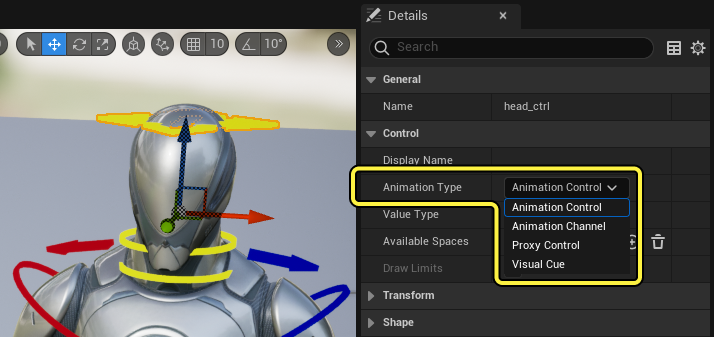 Details
10
10°
Search
General
Name head_ctrl
Control
Display Name
Animation Type Animation Control
Animation Control
Value Type
Animation Channel
Available Spaces
Proxy Control
Visual Cue
Draw Limits
Transform
Shape